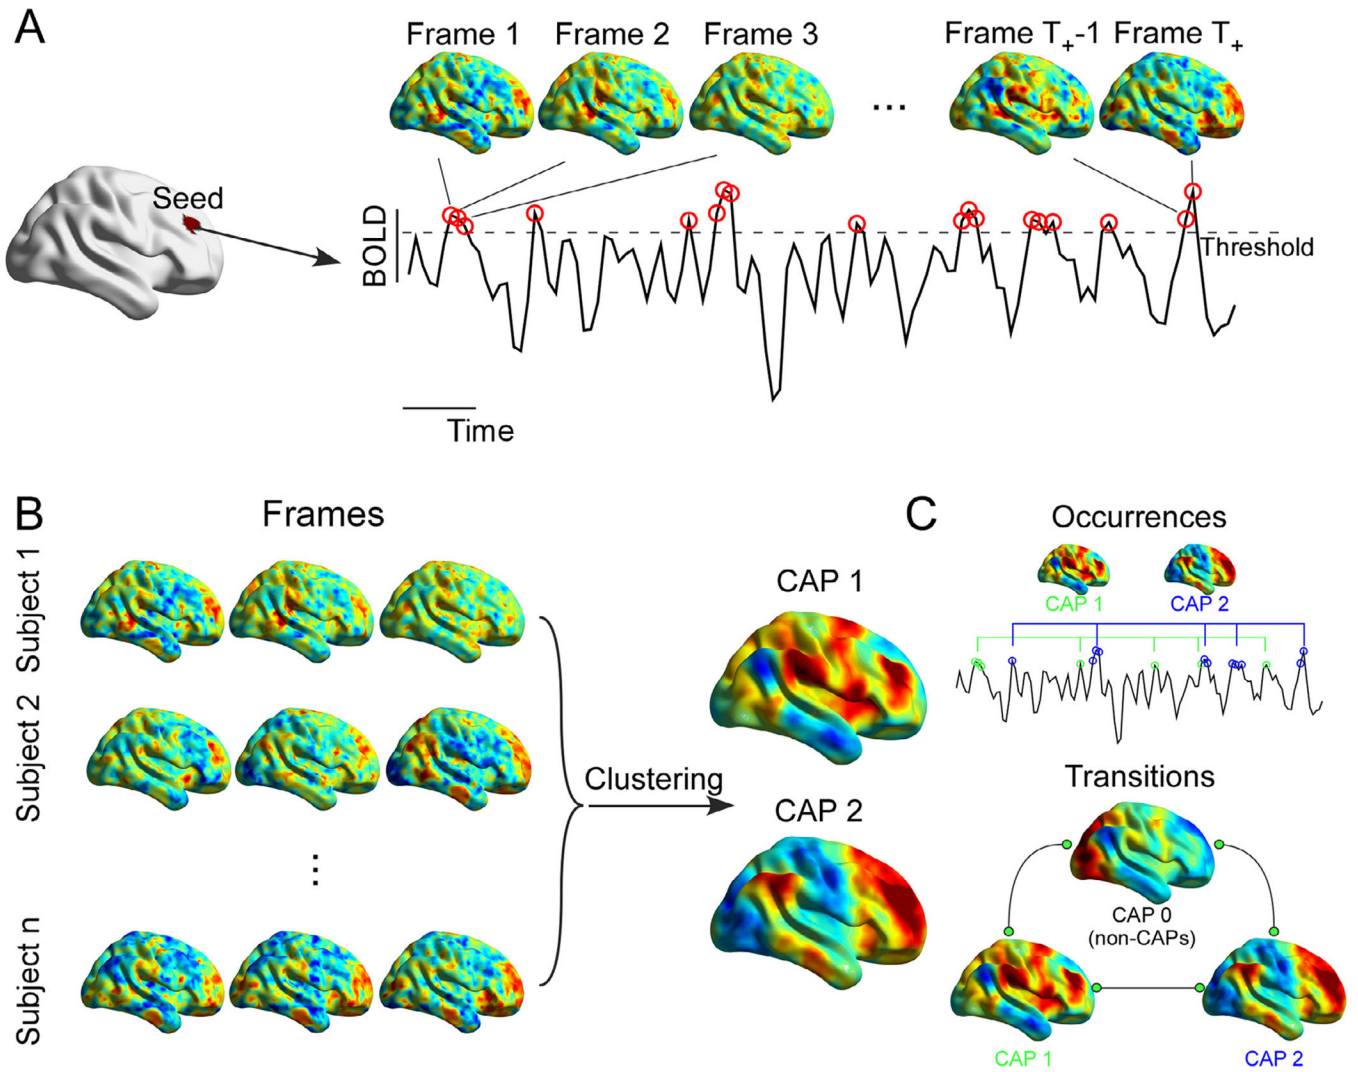 A
Frame 1
Frame 2
Frame 3
...
Frame T+-1
Frame T+
Seed
BOLD
Threshold
Time
B
Frames
Subject 1
Subject 2
...
Subject n
Clustering
CAP 1
CAP 2
C
Occurrences
CAP 1
CAP 2
Transitions
CAP 0
(non-CAPs)
CAP 1
CAP 2